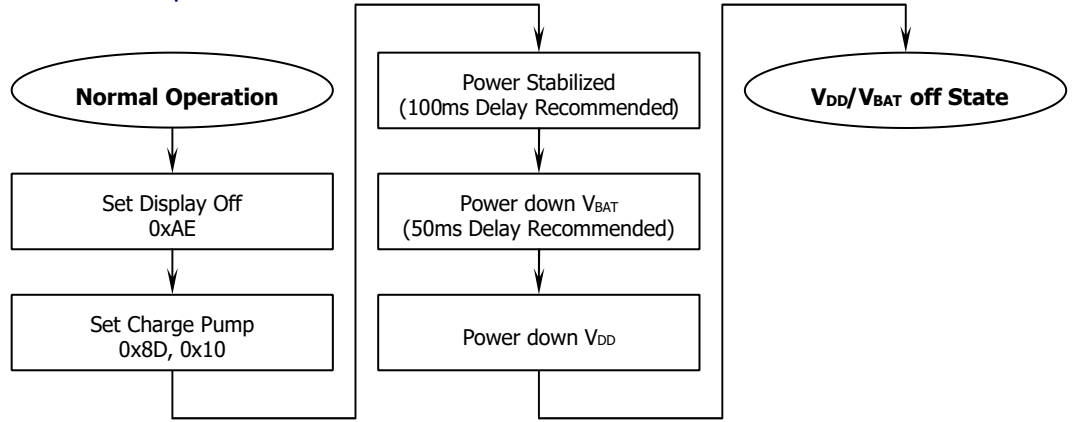 Normal Operation
Set Display Off
0xAE
Set Charge Pump
0x8D, 0x10
Power Stabilized
(100ms Delay Recommended)
Power down VBAT
(50ms Delay Recommended)
Power down VDD
VDD/VBAT off State